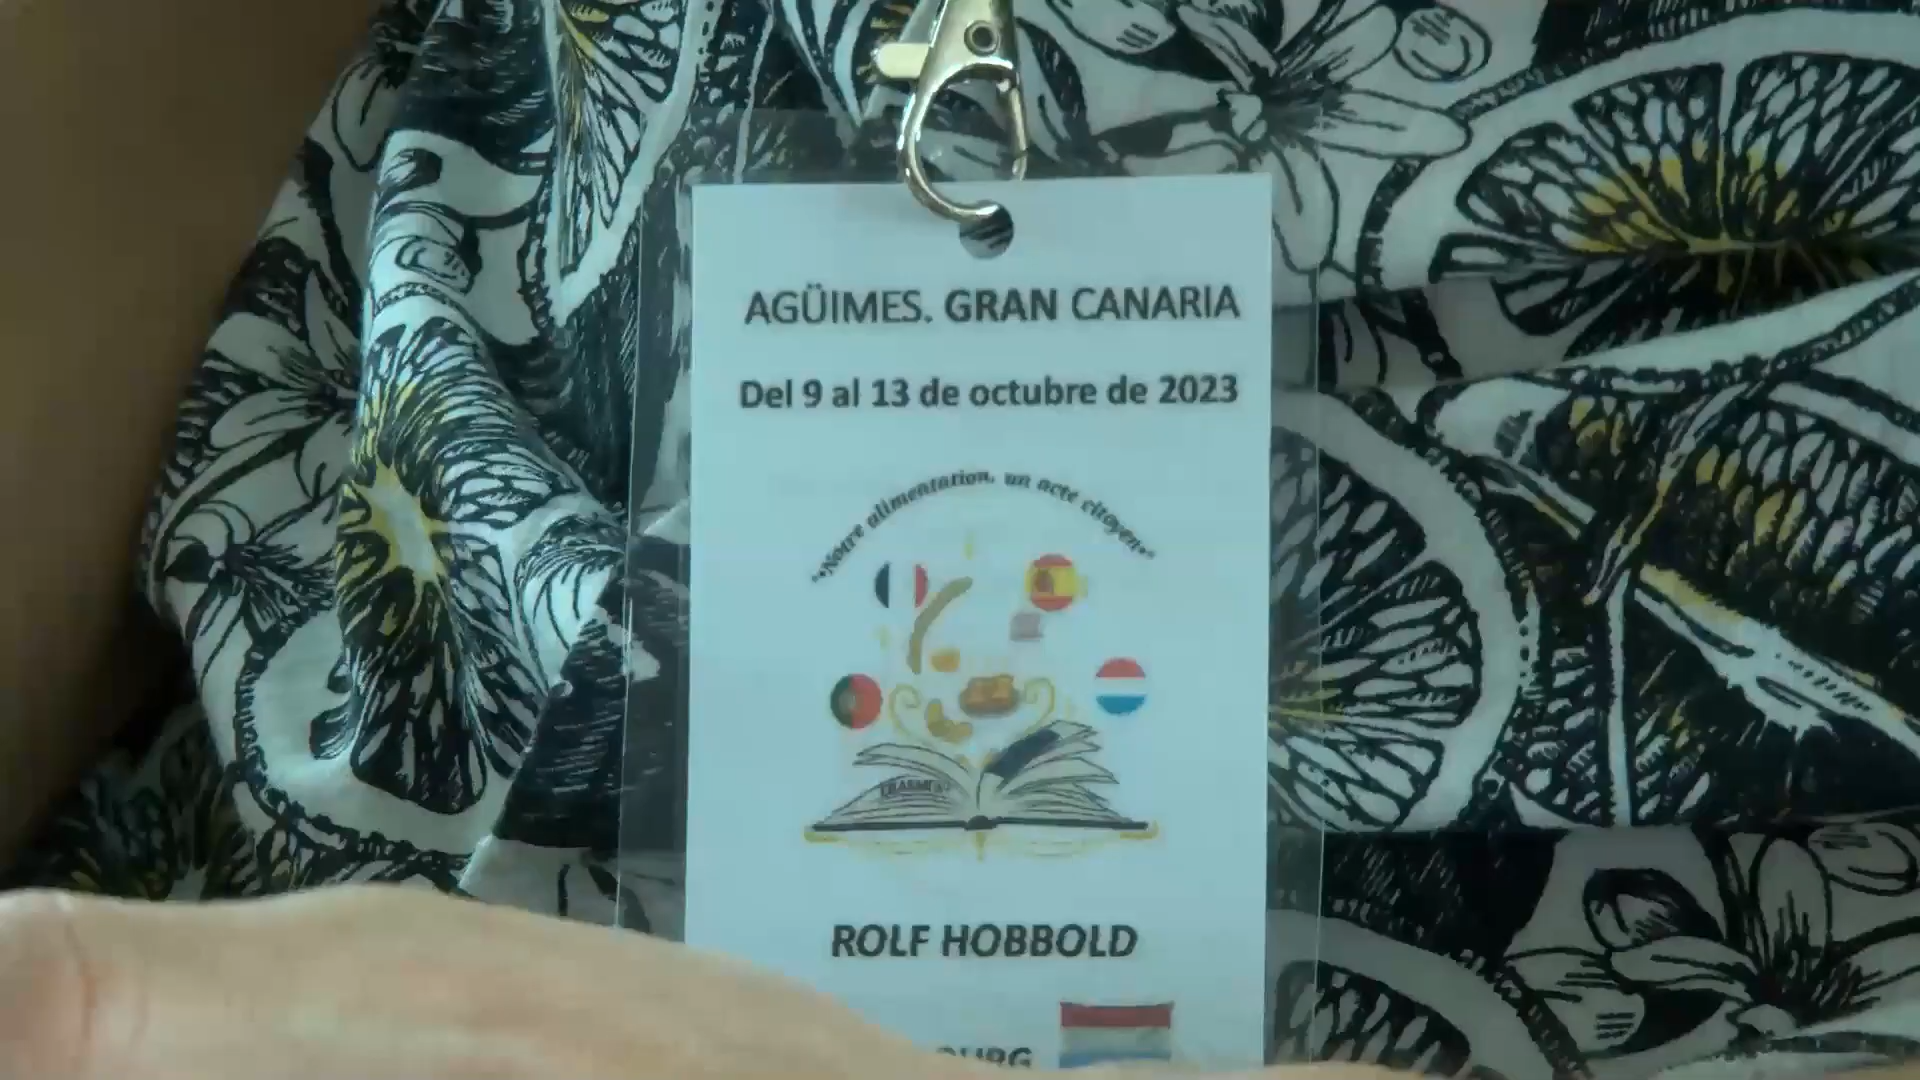 AGÜIMES. GRAN CANARIA
Del 9 al 13 de octubre de 2023
"Notre alimentation, un acte citoyen"
ROLF HOBBOLD